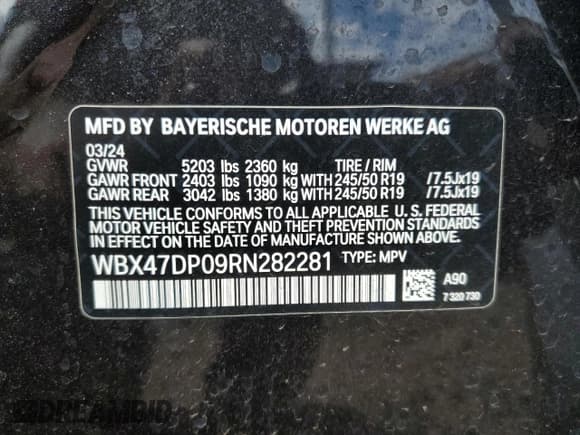 MFD BY BAYERISCHE MOTOREN WERKE AG
03/24
GVWR 5203 lbs 2360 kg TIRE / RIM
GAWR FRONT 2403 lbs 1090 kg WITH 245/50 R19 /7.5Jx19
GAWR REAR 3042 lbs 1380 kg WITH 245/50 R19 /7.5Jx19
THIS VEHICLE CONFORMS TO ALL APPLICABLE U. S. FEDERAL
MOTOR VEHICLE SAFETY AND THEFT PREVENTION STANDARDS
IN EFFECT ON THE DATE OF MANUFACTURE SHOWN ABOVE.
WBX47DP09RN282281 TYPE: MPV
A90
7 320 730
DREAMBID